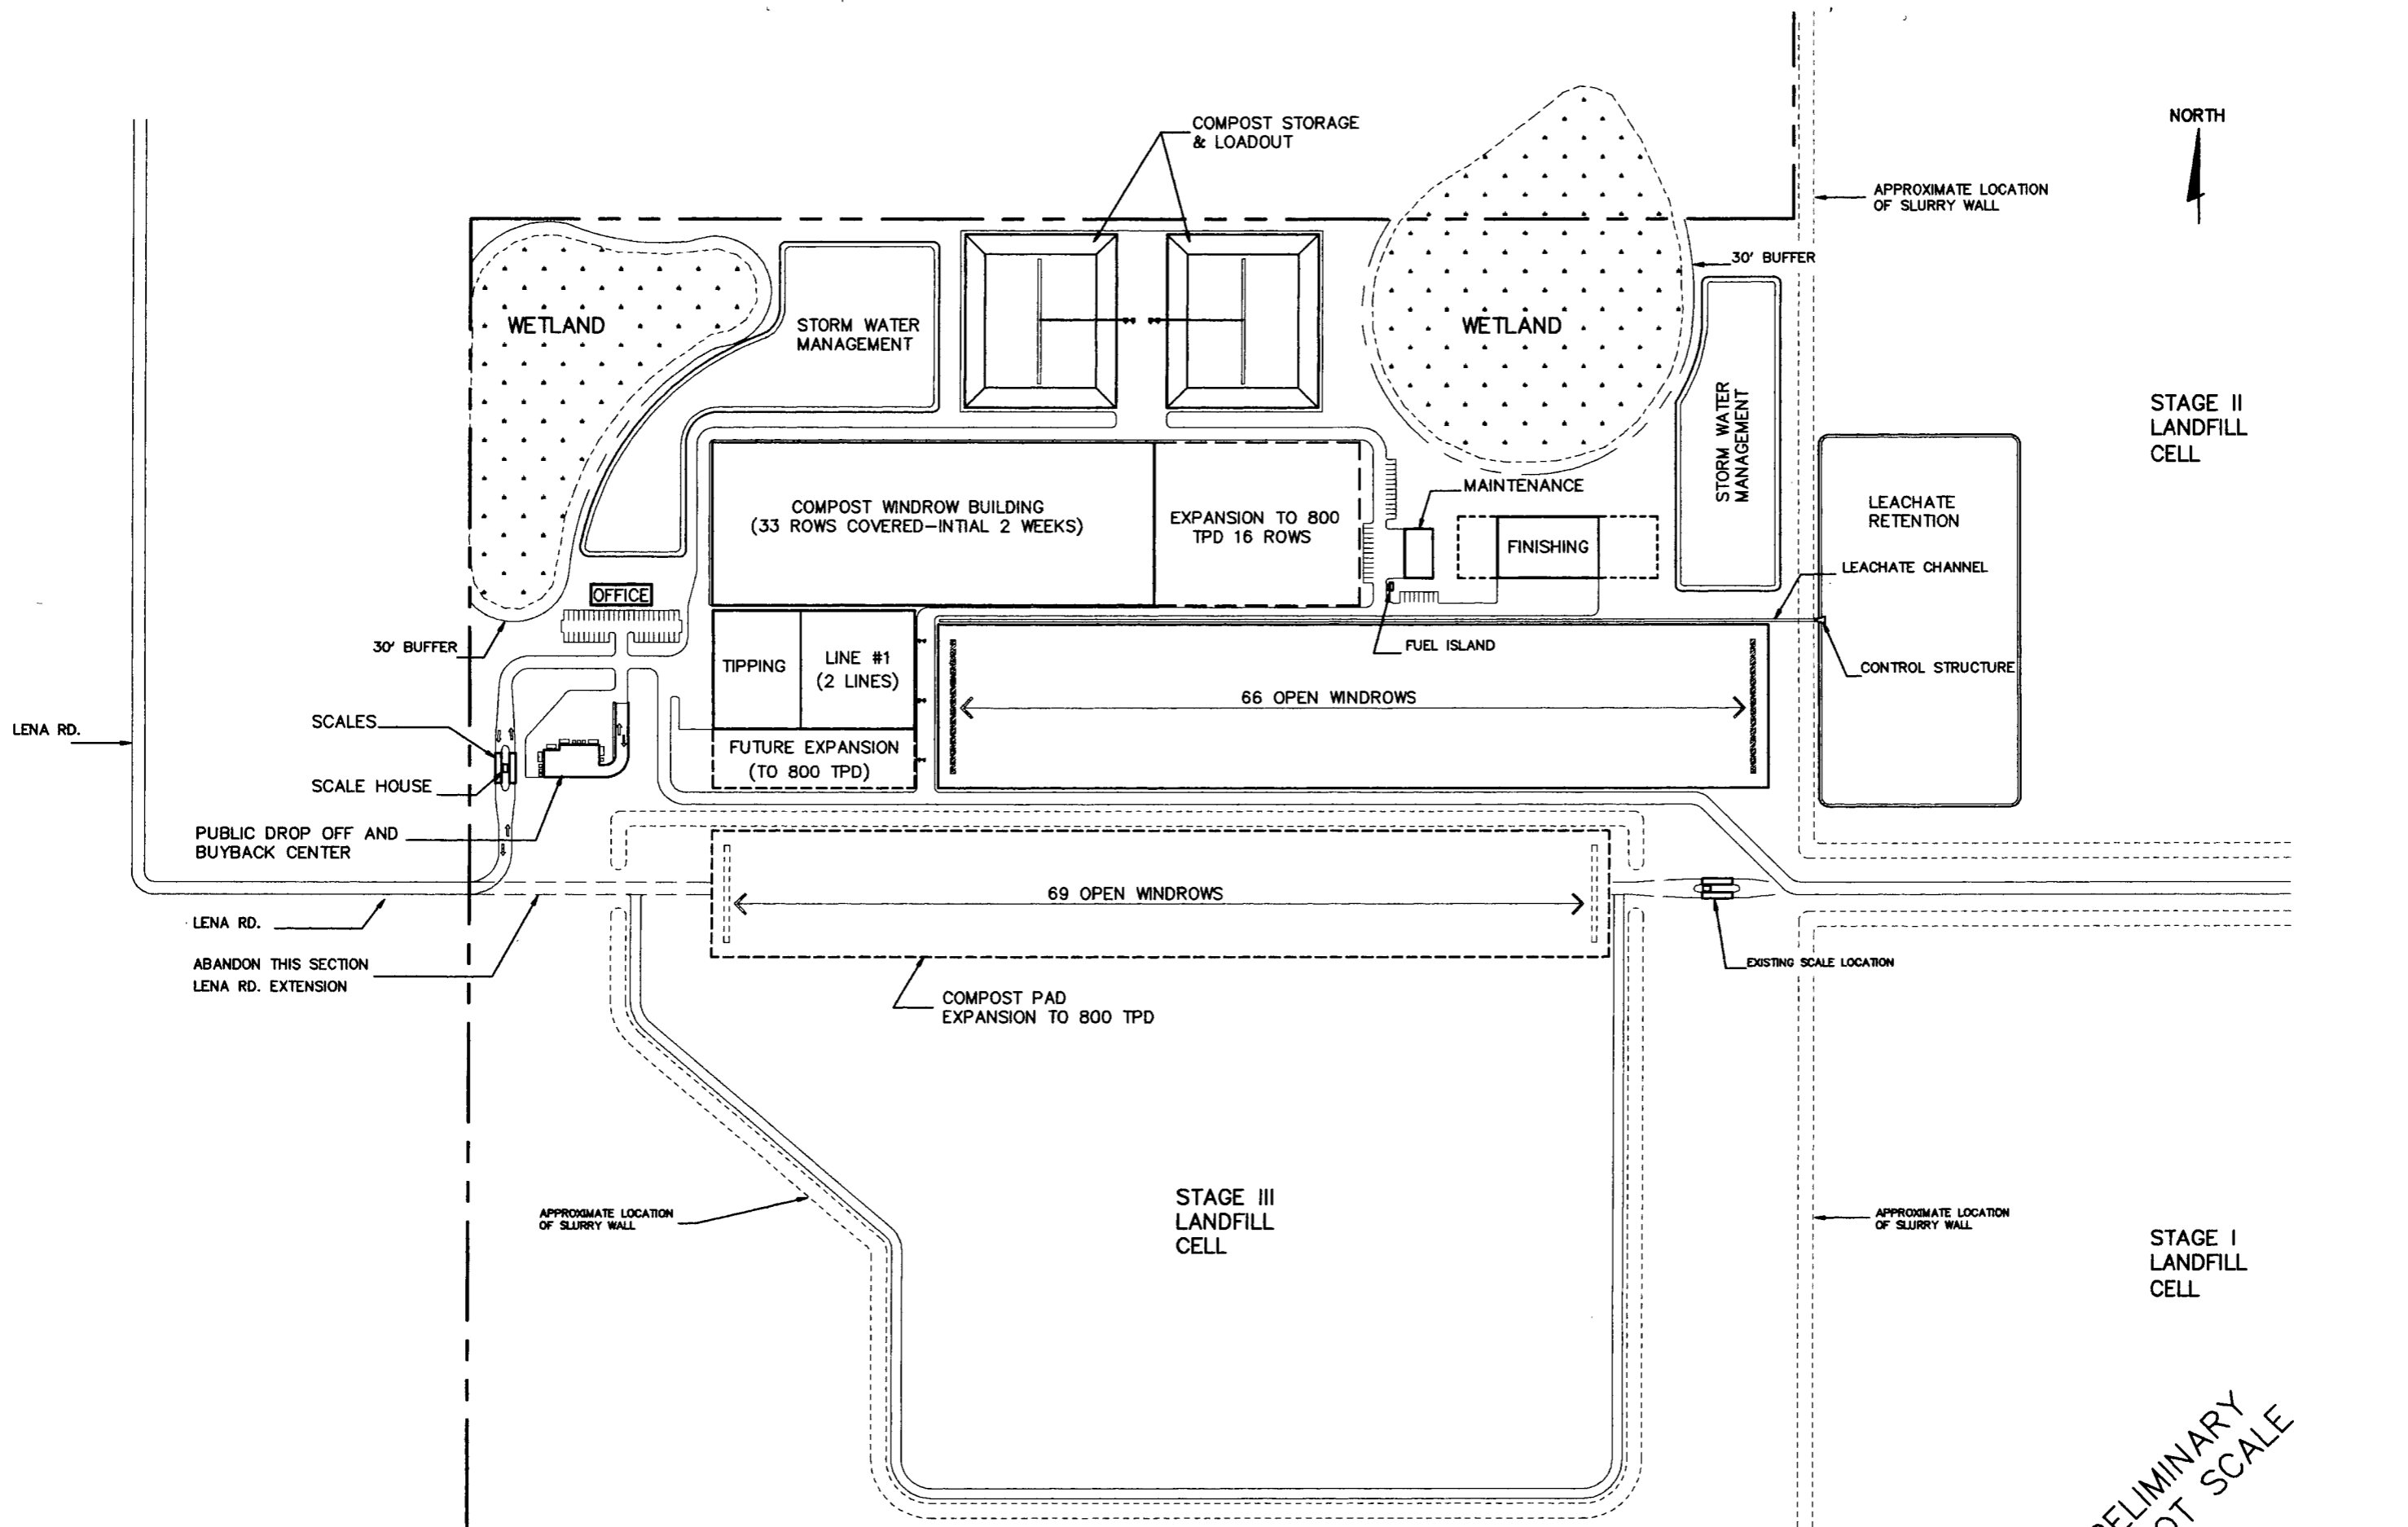 NORTH
COMPOST STORAGE
& LOADOUT
APPROXIMATE LOCATION
OF SLURRY WALL
30' BUFFER
WETLAND
STORM WATER
MANAGEMENT
WETLAND
STORM WATER
MANAGEMENT
STAGE II
LANDFILL
CELL
COMPOST WINDROW BUILDING
(33 ROWS COVERED-INTIAL 2 WEEKS)
EXPANSION TO 800
TPD 16 ROWS
MAINTENANCE
FINISHING
LEACHATE
RETENTION
LEACHATE CHANNEL
OFFICE
30' BUFFER
FUEL ISLAND
TIPPING
LINE #1
(2 LINES)
CONTROL STRUCTURE
66 OPEN WINDROWS
LENA RD.
SCALES
SCALE HOUSE
FUTURE EXPANSION
(TO 800 TPD)
PUBLIC DROP OFF AND
BUYBACK CENTER
69 OPEN WINDROWS
LENA RD.
ABANDON THIS SECTION
LENA RD. EXTENSION
EXISTING SCALE LOCATION
COMPOST PAD
EXPANSION TO 800 TPD
APPROXIMATE LOCATION
OF SLURRY WALL
STAGE III
LANDFILL
CELL
APPROXIMATE LOCATION
OF SLURRY WALL
STAGE I
LANDFILL
CELL
SCALE